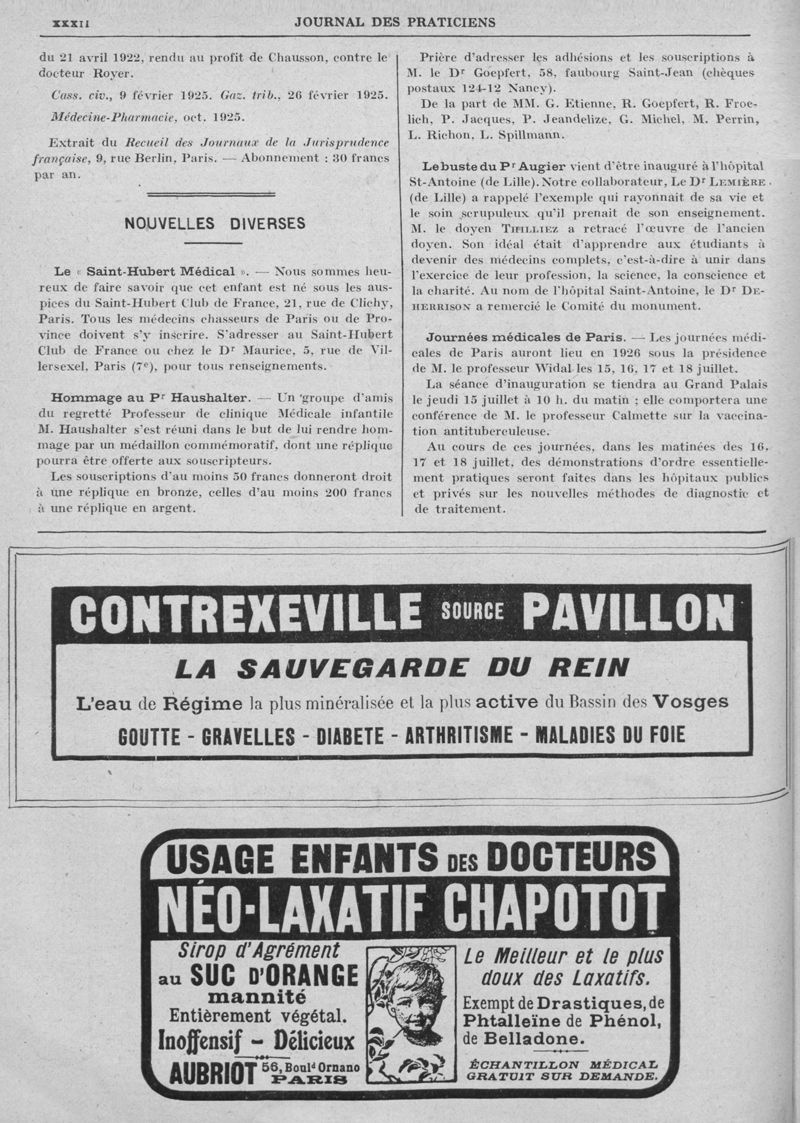 XXXII
JOURNAL DES PRATICIENS
du 21 avril 1922, rendu au profit de Chausson, contre le
docteur Royer.
Cass. civ., 9 février 1925. Gaz. trib., 26 février 1925.
Médecine-Pharmacie, oct. 1925.
Extrait du Recueil des Journaux de la Jurisprudence
française, 9, rue Berlin, Paris. — Abonnement : 30 francs
par an.
NOUVELLES DIVERSES
Le « Saint-Hubert Médical ». — Nous sommes heu-
reux de faire savoir que cet enfant est né sous les aus-
pices du Saint-Hubert Club de France, 21, rue de Clichy,
Paris. Tous les médecins chasseurs de Paris ou de Pro-
vince doivent s'y inscrire. S'adresser au Saint-Hubert
Club de France ou chez le Dr Maurice, 5, rue de Vil-
lersexel, Paris (7e), pour tous renseignements.
Hommage au Pr Haushalter. — Un groupe d'amis
du regretté Professeur de clinique Médicale infantile
M. Haushalter s'est réuni dans le but de lui rendre hom-
mage par un médaillon commémoratif, dont une réplique
pourra être offerte aux souscripteurs.
Les souscriptions d'au moins 50 francs donneront droit
à une réplique en bronze, celles d'au moins 200 francs
à une réplique en argent.
Prière d'adresser les adhésions et les souscriptions à
M. le Dr Goepfert, 58, faubourg Saint-Jean (chèques
postaux 124-12 Nancy).
De la part de MM. G. Etienne, R. Goepfert, R. Froe-
lich, P. Jacques, P. Jeandelize, G. Michel, M. Perrin,
L. Richon, L. Spillmann.
Le buste du Pr Augier vient d'être inauguré à l'hôpital
St-Antoine (de Lille). Notre collaborateur, Le Dr LEMIÈRE
(de Lille) a rappelé l'exemple qui rayonnait de sa vie et
le soin scrupuleux qu'il prenait de son enseignement.
M. le doyen THILLIEZ a retracé l'œuvre de l'ancien
doyen. Son idéal était d'apprendre aux étudiants à
devenir des médecins complets, c'est-à-dire à unir dans
l'exercice de leur profession, la science, la conscience et
la charité. Au nom de l'hôpital Saint-Antoine, le Dr DE-
HERRISON a remercié le Comité du monument.
Journées médicales de Paris. — Les journées médi-
cales de Paris auront lieu en 1926 sous la présidence
de M. le professeur Widal les 15, 16, 17 et 18 juillet.
La séance d'inauguration se tiendra au Grand Palais
le jeudi 15 juillet à 10 h. du matin ; elle comportera une
conférence de M. le professeur Calmette sur la vaccina-
tion antituberculeuse.
Au cours de ces journées, dans les matinées des 16,
17 et 18 juillet, des démonstrations d'ordre essentielle-
ment pratiques seront faites dans les hôpitaux publics
et privés sur les nouvelles méthodes de diagnostic et
de traitement.
CONTREXEVILLE SOURCE PAVILLON
LA SAUVEGARDE DU REIN
L'eau de Régime la plus minéralisée et la plus active du Bassin des Vosges
GOUTTE - GRAVELLES - DIABETE - ARTHRITISME - MALADIES DU FOIE
USAGE ENFANTS DES DOCTEURS
NÉO-LAXATIF CHAPOTOT
Sirop d'Agrément
au SUC D'ORANGE
mannité
Entièrement végétal.
Inoffensif - Délicieux
AUBRIOT 56, Bould Ornano
PARIS
Le Meilleur et le plus
doux des Laxatifs.
Exempt de Drastiques, de
Phtalleïne de Phénol,
de Belladone.
ÉCHANTILLON MÉDICAL
GRATUIT SUR DEMANDE.